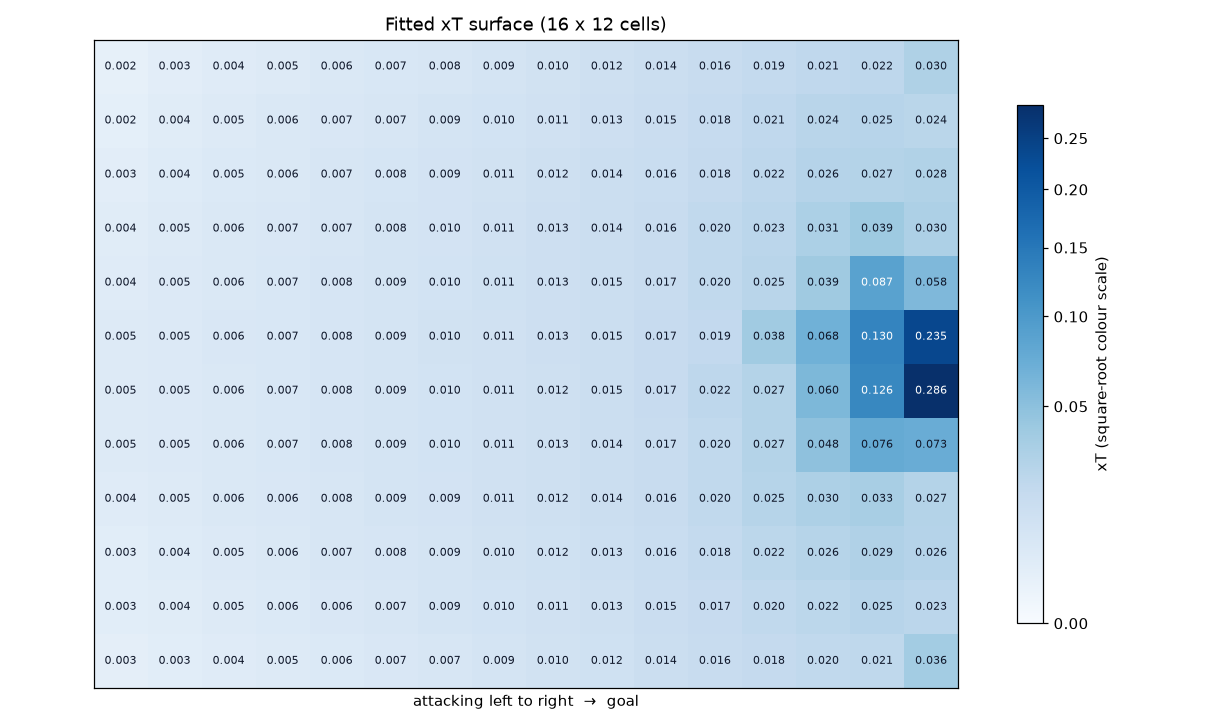 Fitted xT surface (16 x 12 cells)
0.002 0.003 0.004 0.005 0.006 0.007 0.008 0.009 0.010 0.012 0.014 0.016 0.019 0.021 0.022 0.030
0.002 0.004 0.005 0.006 0.007 0.007 0.009 0.010 0.011 0.013 0.015 0.018 0.021 0.024 0.025 0.024
0.003 0.004 0.005 0.006 0.007 0.008 0.009 0.011 0.012 0.014 0.016 0.018 0.022 0.026 0.027 0.028
0.004 0.005 0.006 0.007 0.007 0.008 0.010 0.011 0.013 0.014 0.016 0.020 0.023 0.031 0.039 0.030
0.004 0.005 0.006 0.007 0.008 0.009 0.010 0.011 0.013 0.015 0.017 0.020 0.025 0.039 0.087 0.058
0.005 0.005 0.006 0.007 0.008 0.009 0.010 0.011 0.013 0.015 0.017 0.019 0.038 0.068 0.130 0.235
0.005 0.005 0.006 0.007 0.008 0.009 0.010 0.011 0.012 0.015 0.017 0.022 0.027 0.060 0.126 0.286
0.005 0.005 0.006 0.007 0.008 0.009 0.010 0.011 0.013 0.014 0.017 0.020 0.027 0.048 0.076 0.073
0.004 0.005 0.006 0.006 0.008 0.009 0.009 0.011 0.012 0.014 0.016 0.020 0.025 0.030 0.033 0.027
0.003 0.004 0.005 0.006 0.007 0.008 0.009 0.010 0.012 0.013 0.016 0.018 0.022 0.026 0.029 0.026
0.003 0.004 0.005 0.006 0.006 0.007 0.009 0.010 0.011 0.013 0.015 0.017 0.020 0.022 0.025 0.023
0.003 0.003 0.004 0.005 0.006 0.007 0.007 0.009 0.010 0.012 0.014 0.016 0.018 0.020 0.021 0.036
attacking left to right → goal
0.25
0.20
0.15
0.10
0.05
0.00
xT (square-root colour scale)